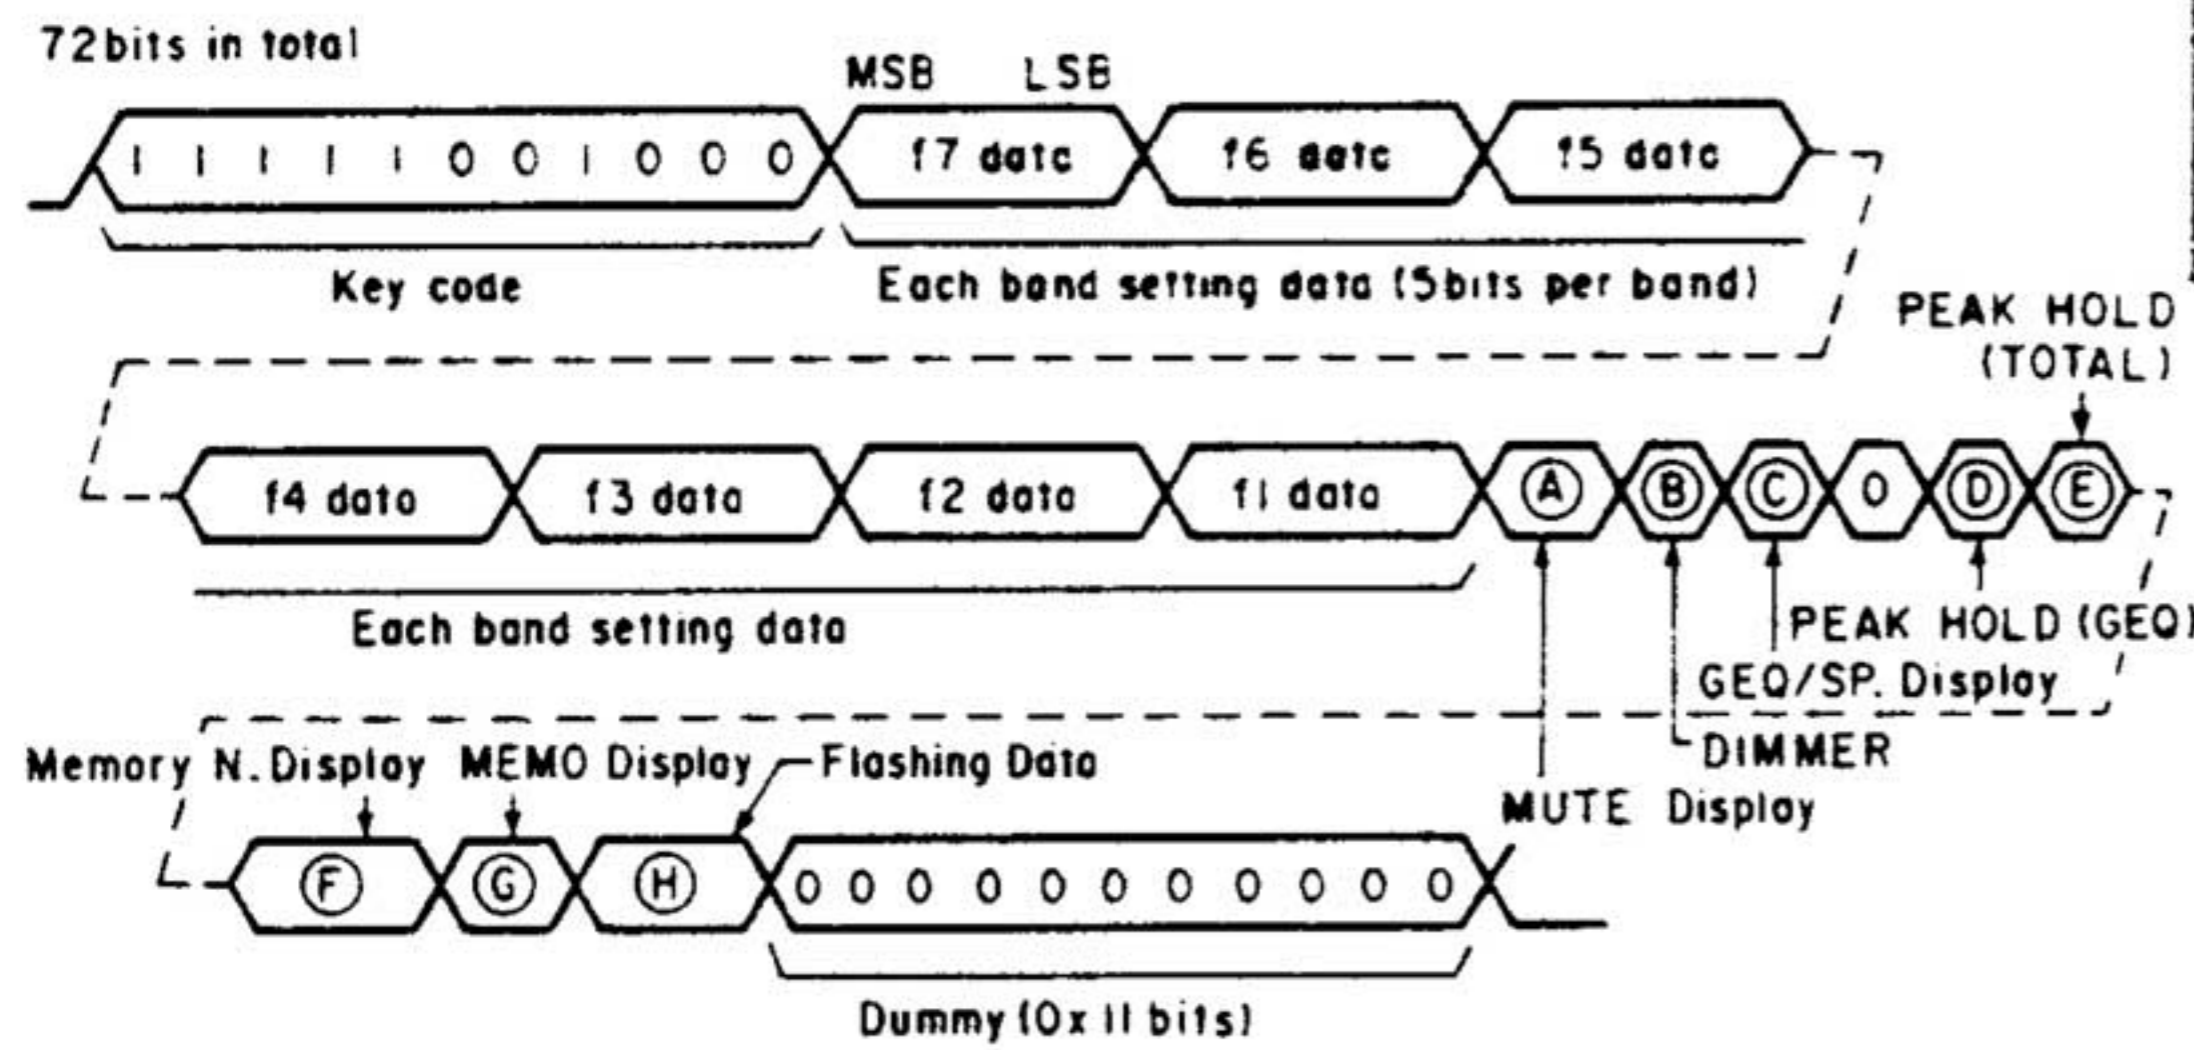 72bits in total
MSB LSB
1 1 1 1 1 0 0 1 0 0 0 f7 data f6 data f5 data
Key code
Each band setting data (5bits per band)
PEAK HOLD
(TOTAL)
f4 data f3 data f2 data f1 data A B C 0 D E
Each band setting data
PEAK HOLD (GEQ)
GEQ/SP. Display
DIMMER
MUTE Display
Memory N. Display MEMO Display Flashing Data
F G H 0 0 0 0 0 0 0 0 0 0 0
Dummy (0x11 bits)